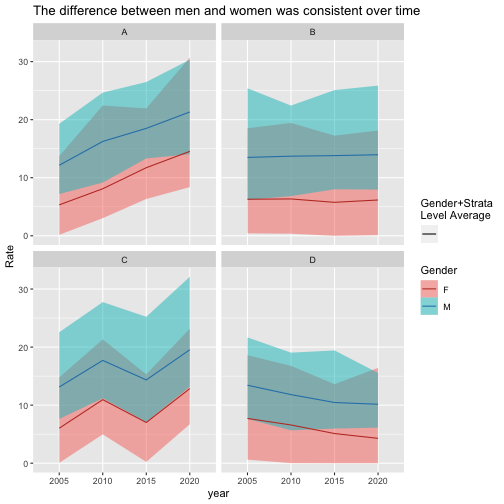 The difference between men and women was consistent over time
A
B
30
20
10
0
C
D
30
20
10
0
2005
2010
2015
2020
2005
2010
2015
2020
Rate
year
Gender+Strata
Level Average
Gender
F
M